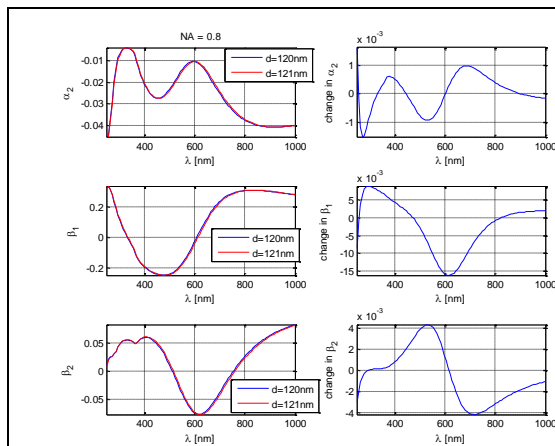 NA = 0.8
-0.01
-0.02
-0.03
-0.04
α2
400 600 800 1000
λ [nm]
d=120nm
d=121nm
x 10^-3
1
0
-1
change in α2
400 600 800 1000
λ [nm]
0.2
0
-0.2
β1
400 600 800 1000
λ [nm]
d=120nm
d=121nm
x 10^-3
5
0
-5
-10
-15
change in β1
400 600 800 1000
λ [nm]
0.05
0
-0.05
β2
400 600 800 1000
λ [nm]
d=120nm
d=121nm
x 10^-3
4
2
0
-2
-4
change in β2
400 600 800 1000
λ [nm]